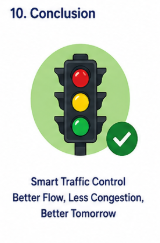 10. Conclusion
Smart Traffic Control
Better Flow, Less Congestion,
Better Tomorrow